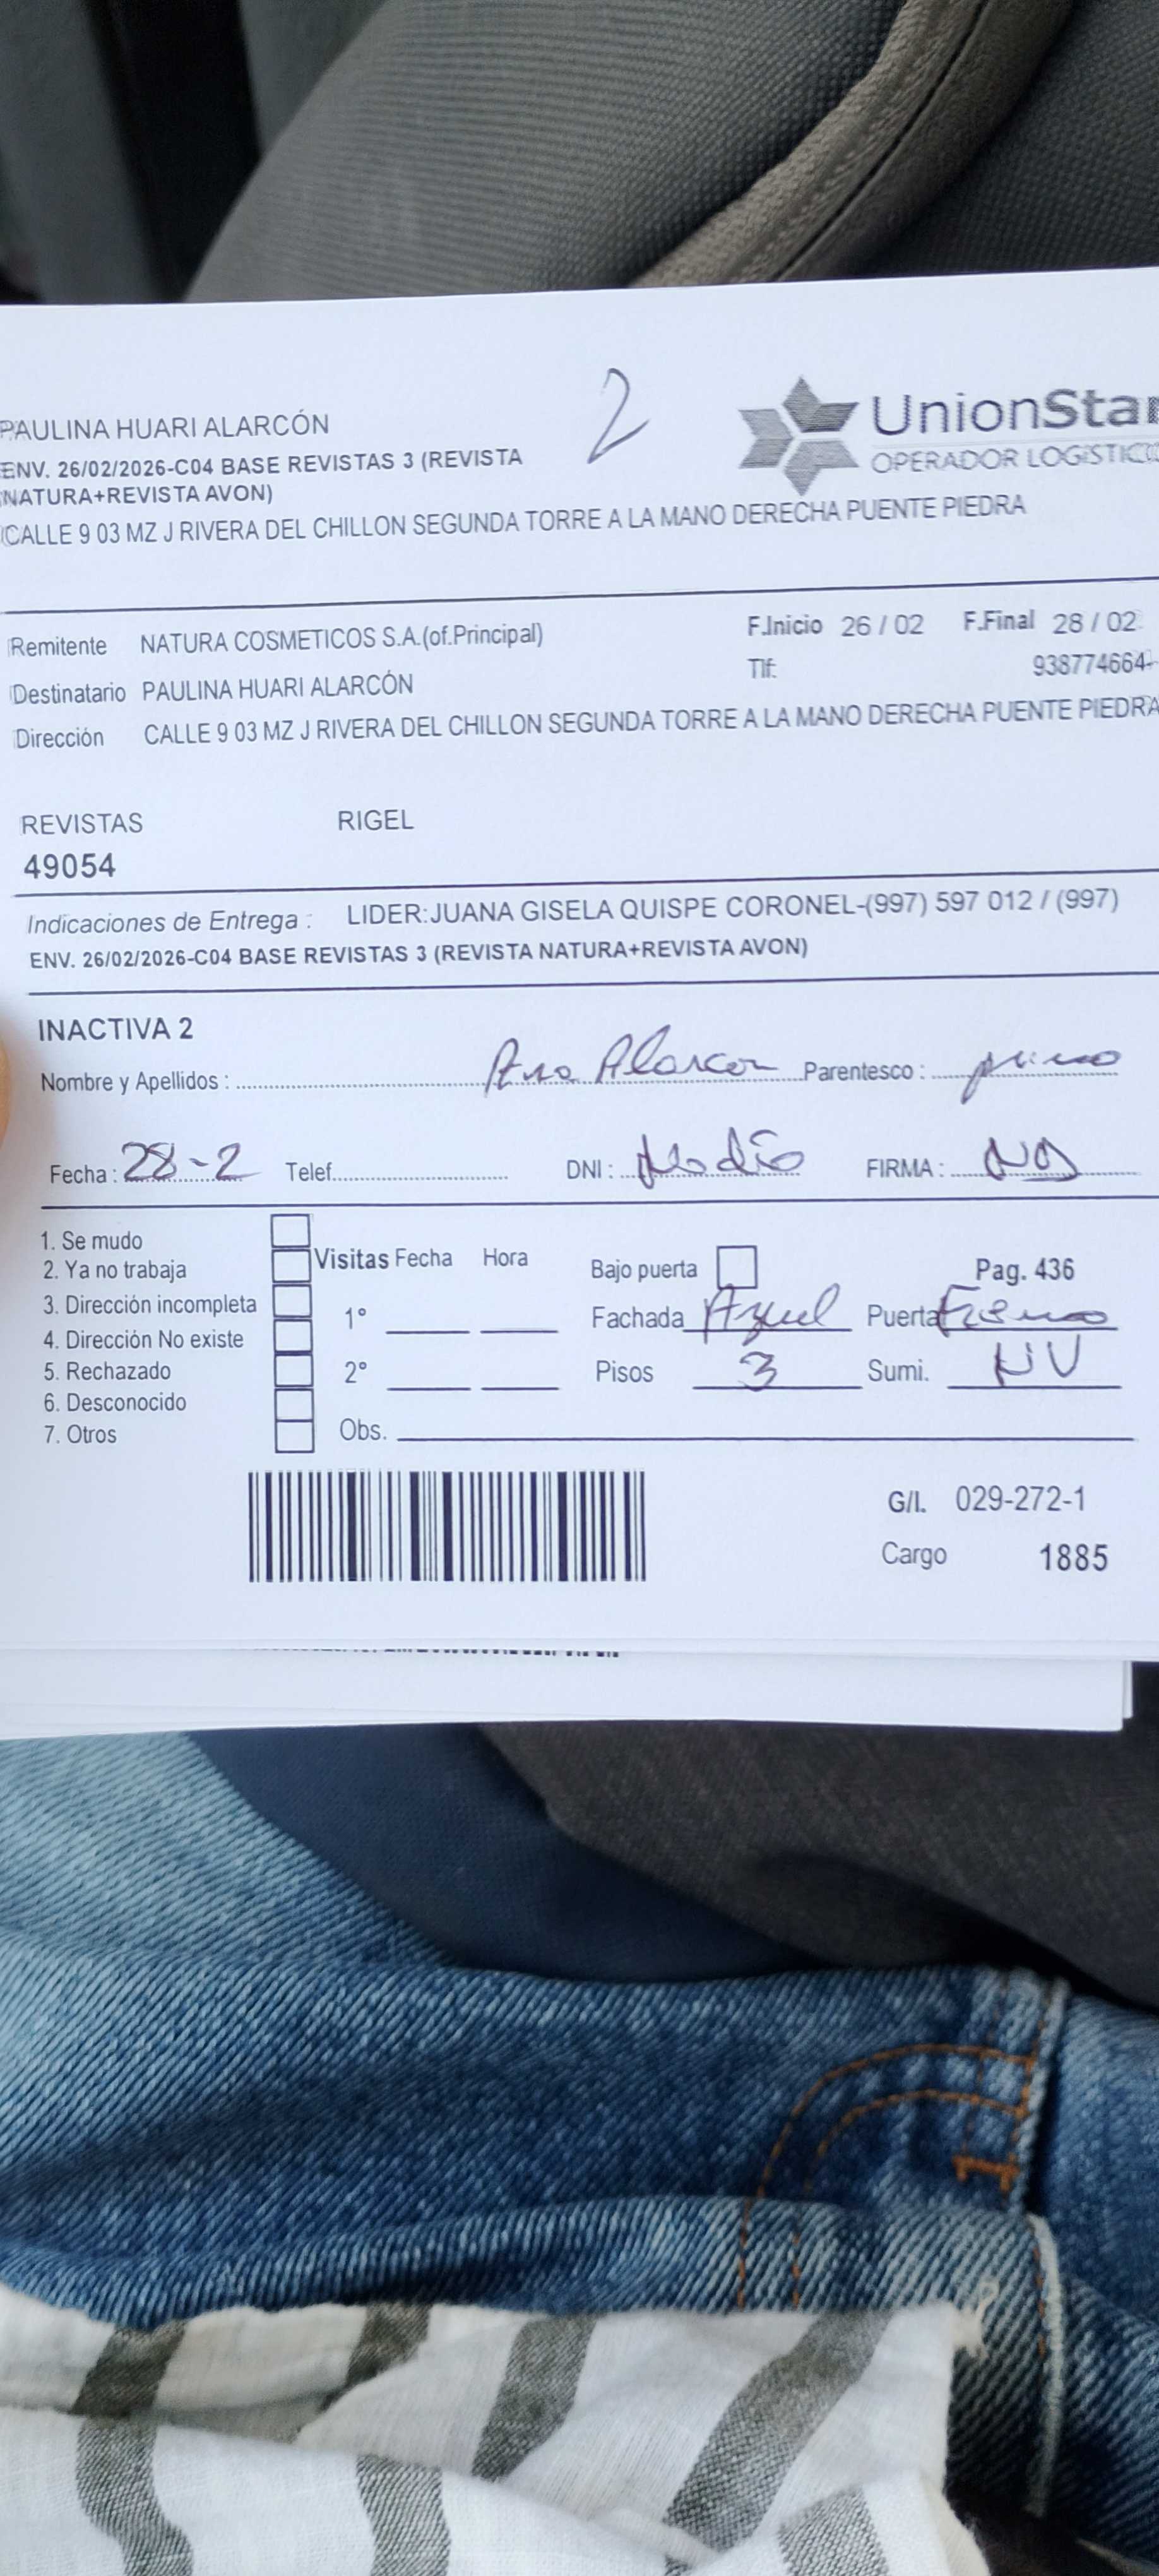 2
PAULINA HUARI ALARCÓN
UnionStar
OPERADOR LOGISTICO
ENV. 26/02/2026-C04 BASE REVISTAS 3 (REVISTA
NATURA+REVISTA AVON)
CALLE 9 03 MZ J RIVERA DEL CHILLON SEGUNDA TORRE A LA MANO DERECHA PUENTE PIEDRA
Remitente NATURA COSMETICOS S.A.(of.Principal) F.Inicio 26 / 02 F.Final 28 / 02
Destinatario PAULINA HUARI ALARCÓN Tlf: 938774664-
Dirección CALLE 9 03 MZ J RIVERA DEL CHILLON SEGUNDA TORRE A LA MANO DERECHA PUENTE PIEDRA
REVISTAS RIGEL
49054
Indicaciones de Entrega : LIDER:JUANA GISELA QUISPE CORONEL-(997) 597 012 / (997)
ENV. 26/02/2026-C04 BASE REVISTAS 3 (REVISTA NATURA+REVISTA AVON)
INACTIVA 2
Nombre y Apellidos : Ana Alarcon Parentesco : primo
Fecha : 28-2 Telef. DNI : No dio FIRMA : NO
1. Se mudo
2. Ya no trabaja
3. Dirección incompleta
4. Dirección No existe
5. Rechazado
6. Desconocido
7. Otros
Visitas Fecha Hora
1°
2°
Obs.
Bajo puerta Pag. 436
Fachada Azul Puerta Fierro
Pisos 3 Sumi. NV
G/I. 029-272-1
Cargo 1885